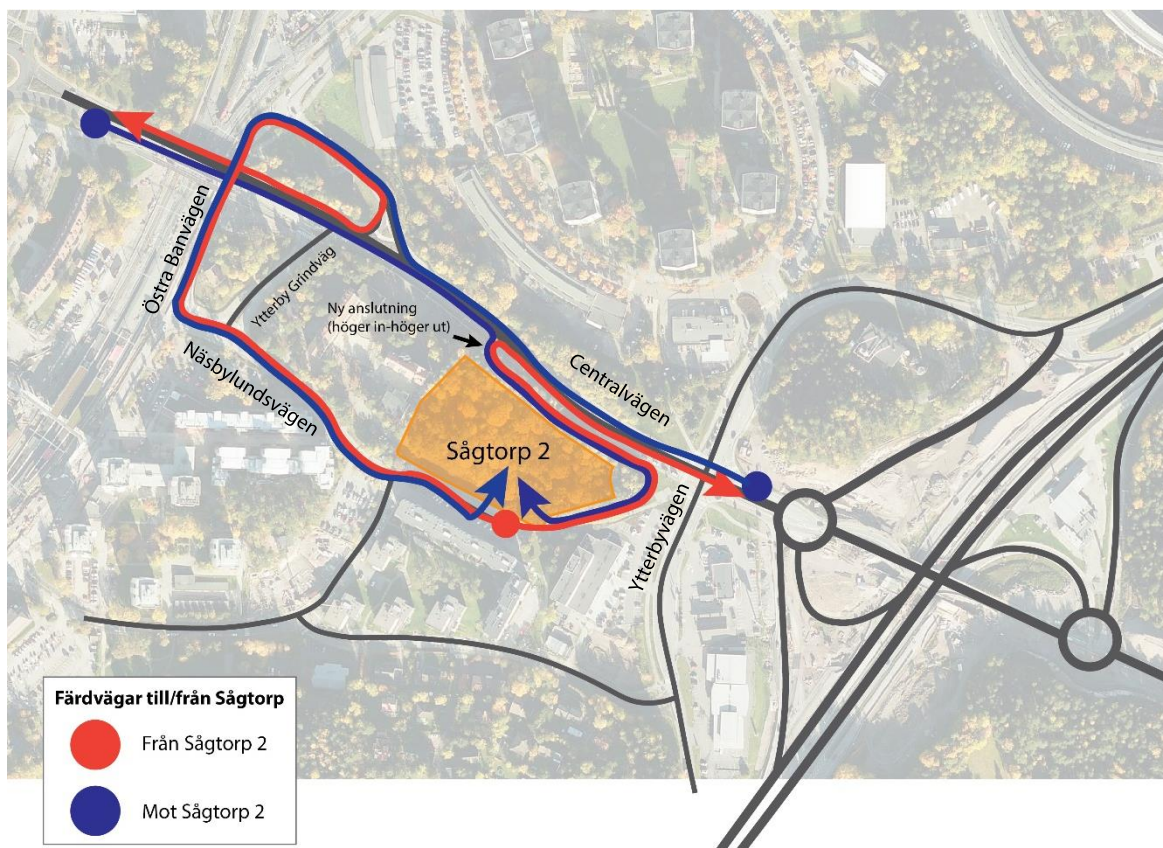 Östra Banvägen
Ytterby Grindväg
Ny anslutning
(höger in-höger ut)
Centralvägen
Näsbylundsvägen
Sågtorp 2
Ytterbyvägen
Färdvägar till/från Sågtorp
Från Sågtorp 2
Mot Sågtorp 2